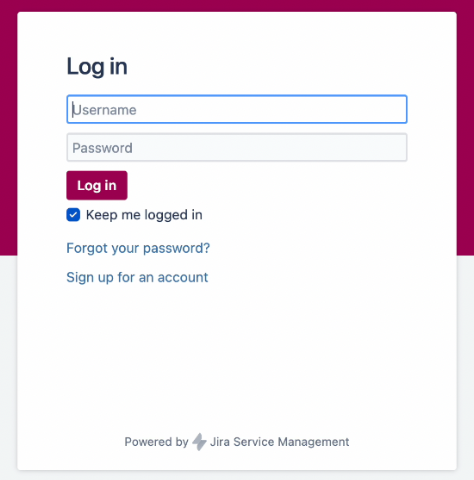 Log in
Username
Password
Log in
Keep me logged in
Forgot your password?
Sign up for an account
Powered by Jira Service Management